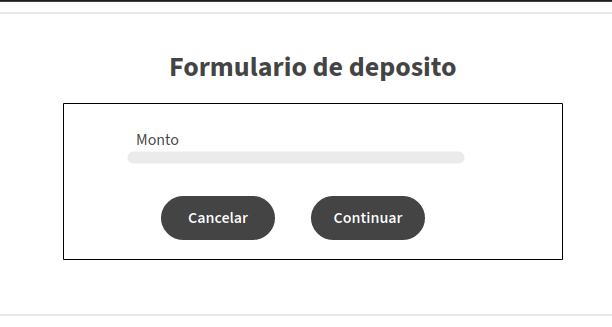 Formulario de deposito
Monto
Cancelar
Continuar